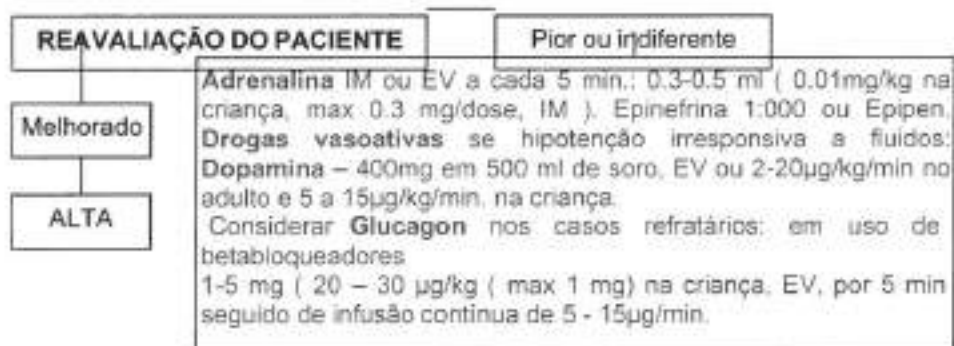 REAVALIAÇÃO DO PACIENTE
Pior ou indiferente
Melhorado
ALTA
Adrenalina IM ou EV a cada 5 min.: 0.3-0.5 ml ( 0.01mg/kg na
criança, max 0.3 mg/dose, IM ). Epinefrina 1:000 ou Epipen.
Drogas vasoativas se hipotenção irresponsiva a fluidos:
Dopamina – 400mg em 500 ml de soro, EV ou 2-20µg/kg/min no
adulto e 5 a 15µg/kg/min. na criança.
Considerar Glucagon nos casos refratários: em uso de
betabloqueadores
1-5 mg ( 20 – 30 µg/kg ( max 1 mg) na criança, EV, por 5 min
seguido de infusão continua de 5 - 15µg/min.